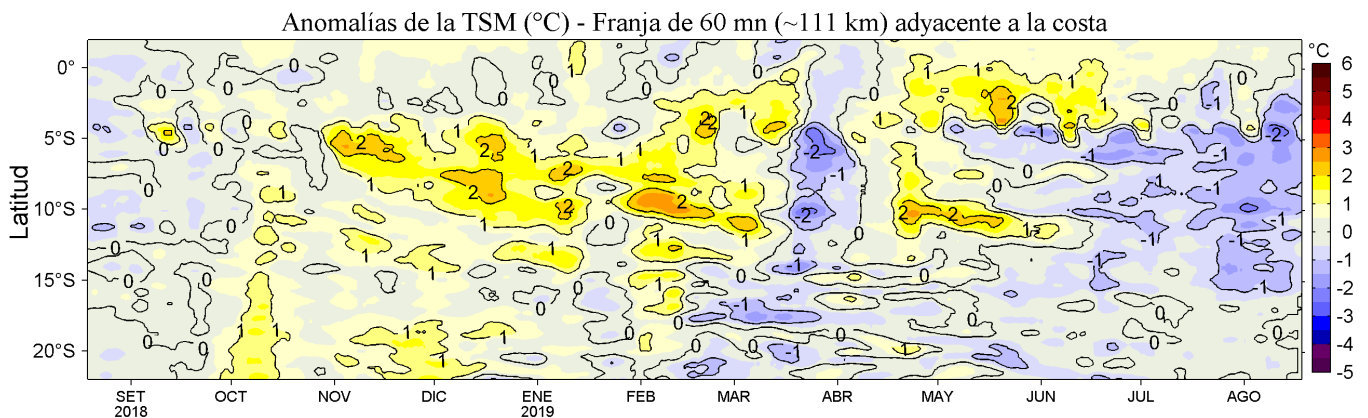 Anomalías de la TSM (°C) - Franja de 60 mn (~111 km) adyacente a la costa
°C
Latitud
0°
5°S
10°S
15°S
20°S
SET OCT NOV DIC ENE FEB MAR ABR MAY JUN JUL AGO
2018 2019
6
5
4
3
2
1
0
-1
-2
-3
-4
-5